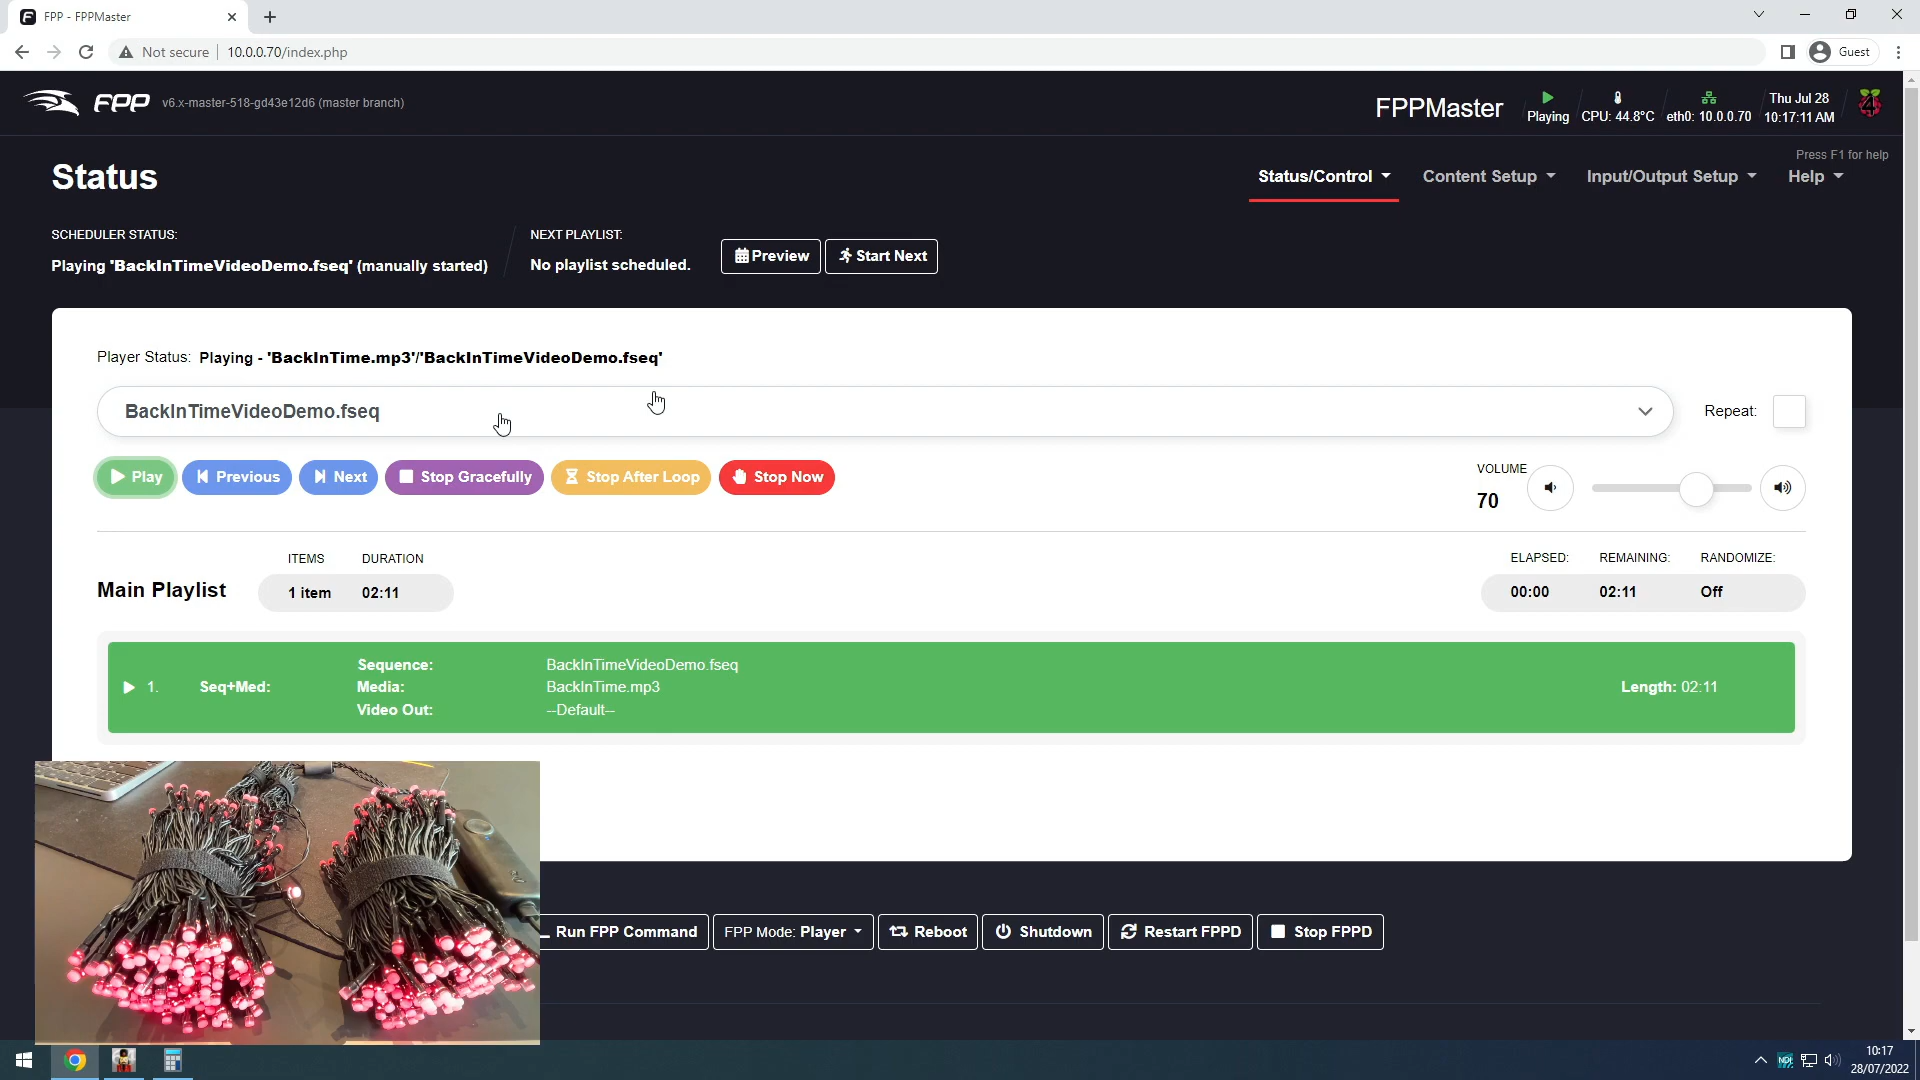 FPP - FPPMaster
Not secure
10.0.0.70/index.php
Guest
FPP
v6.x-master-518-gd43e12d6 (master branch)
FPPMaster
Playing
CPU: 44.8°C
eth0: 10.0.0.70
Thu Jul 28
10:17:11 AM
4
Press F1 for help
Status
Status/Control
Content Setup
Input/Output Setup
Help
SCHEDULER STATUS:
Playing 'BackInTimeVideoDemo.fseq' (manually started)
NEXT PLAYLIST:
No playlist scheduled.
Preview
Start Next
Player Status: Playing - 'BackInTime.mp3'/'BackInTimeVideoDemo.fseq'
BackInTimeVideoDemo.fseq
Repeat:
Play
Previous
Next
Stop Gracefully
Stop After Loop
Stop Now
VOLUME
70
ITEMS
DURATION
Main Playlist
1 item
02:11
ELAPSED:
REMAINING:
RANDOMIZE:
00:00
02:11
Off
1.
Seq+Med:
Sequence:
BackInTimeVideoDemo.fseq
Media:
BackInTime.mp3
Video Out:
--Default--
Length: 02:11
Run FPP Command
FPP Mode: Player
Reboot
Shutdown
Restart FPPD
Stop FPPD
NDI
10:17
28/07/2022